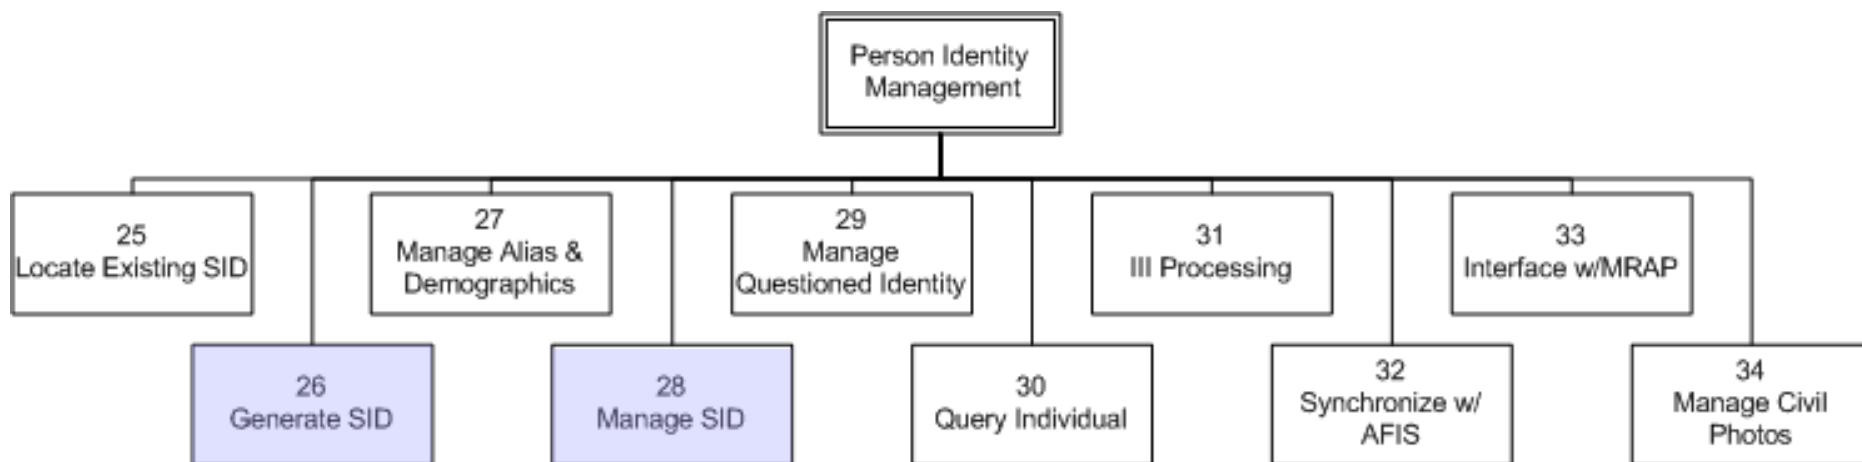 Person Identity
Management
25
Locate Existing SID
27
Manage Alias &
Demographics
29
Manage
Questioned Identity
31
III Processing
33
Interface w/MRAP
26
Generate SID
28
Manage SID
30
Query Individual
32
Synchronize w/
AFIS
34
Manage Civil
Photos